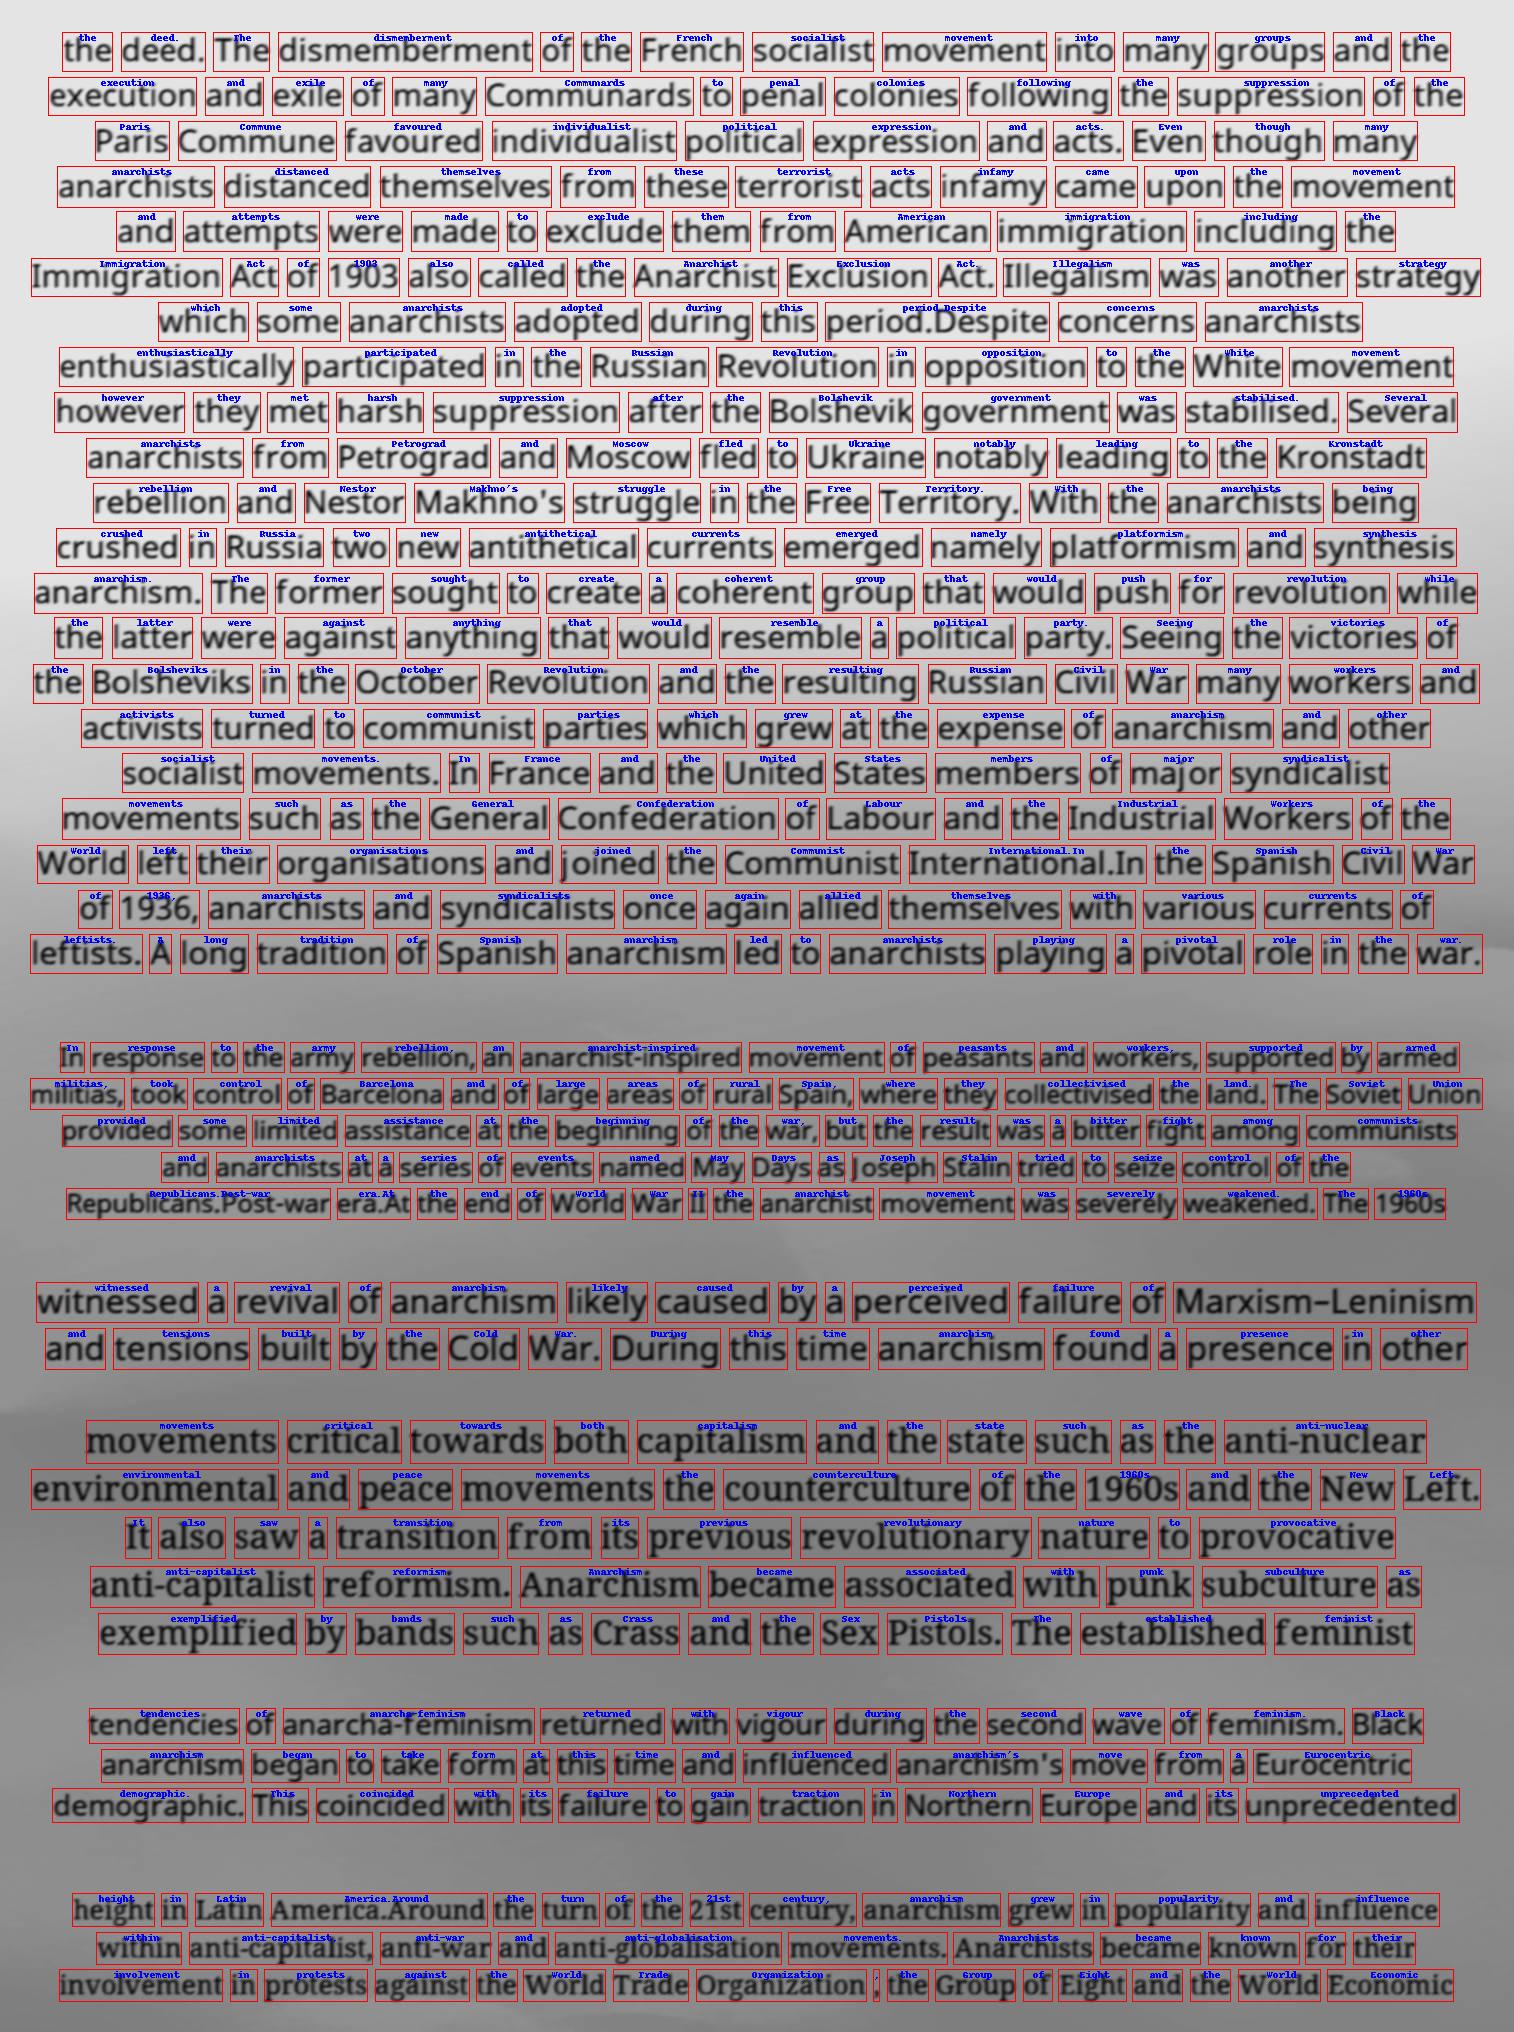 the deed. The dismemberment of the French socialist movement into many groups and the
execution and exile of many Communards to penal colonies following the suppression of the
Paris Commune favoured individualist political expression and acts. Even though many
anarchists distanced themselves from these terrorist acts infamy came upon the movement
and attempts were made to exclude them from American immigration including the
Immigration Act of 1903 also called the Anarchist Exclusion Act. Illegalism was another strategy
which some anarchists adopted during this period.Despite concerns anarchists
enthusiastically participated in the Russian Revolution in opposition to the White movement
however they met harsh suppression after the Bolshevik government was stabilised. Several
anarchists from Petrograd and Moscow fled to Ukraine notably leading to the Kronstadt
rebellion and Nestor Makhno's struggle in the Free Territory. With the anarchists being
crushed in Russia two new antithetical currents emerged namely platformism and synthesis
anarchism. The former sought to create a coherent group that would push for revolution while
the latter were against anything that would resemble a political party. Seeing the victories of
the Bolsheviks in the October Revolution and the resulting Russian Civil War many workers and
activists turned to communist parties which grew at the expense of anarchism and other
socialist movements. In France and the United States members of major syndicalist
movements such as the General Confederation of Labour and the Industrial Workers of the
World left their organisations and joined the Communist International.In the Spanish Civil War
of 1936, anarchists and syndicalists once again allied themselves with various currents of
leftists. A long tradition of Spanish anarchism led to anarchists playing a pivotal role in the war.
In response to the army rebellion, an anarchist-inspired movement of peasants and workers, supported by armed
militias, took control of Barcelona and of large areas of rural Spain, where they collectivised the land. The Soviet Union
provided some limited assistance at the beginning of the war, but the result was a bitter fight among communists
and anarchists at a series of events named May Days as Joseph Stalin tried to seize control of the
Republicans.Post-war era.At the end of World War II the anarchist movement was severely weakened. The 1960s
witnessed a revival of anarchism likely caused by a perceived failure of Marxism–Leninism
and tensions built by the Cold War. During this time anarchism found a presence in other
movements critical towards both capitalism and the state such as the anti-nuclear
environmental and peace movements the counterculture of the 1960s and the New Left.
It also saw a transition from its previous revolutionary nature to provocative
anti-capitalist reformism. Anarchism became associated with punk subculture as
exemplified by bands such as Crass and the Sex Pistols. The established feminist
tendencies of anarcha-feminism returned with vigour during the second wave of feminism. Black
anarchism began to take form at this time and influenced anarchism's move from a Eurocentric
demographic. This coincided with its failure to gain traction in Northern Europe and its unprecedented
height in Latin America.Around the turn of the 21st century, anarchism grew in popularity and influence
within anti-capitalist, anti-war and anti-globalisation movements. Anarchists became known for their
involvement in protests against the World Trade Organization , the Group of Eight and the World Economic